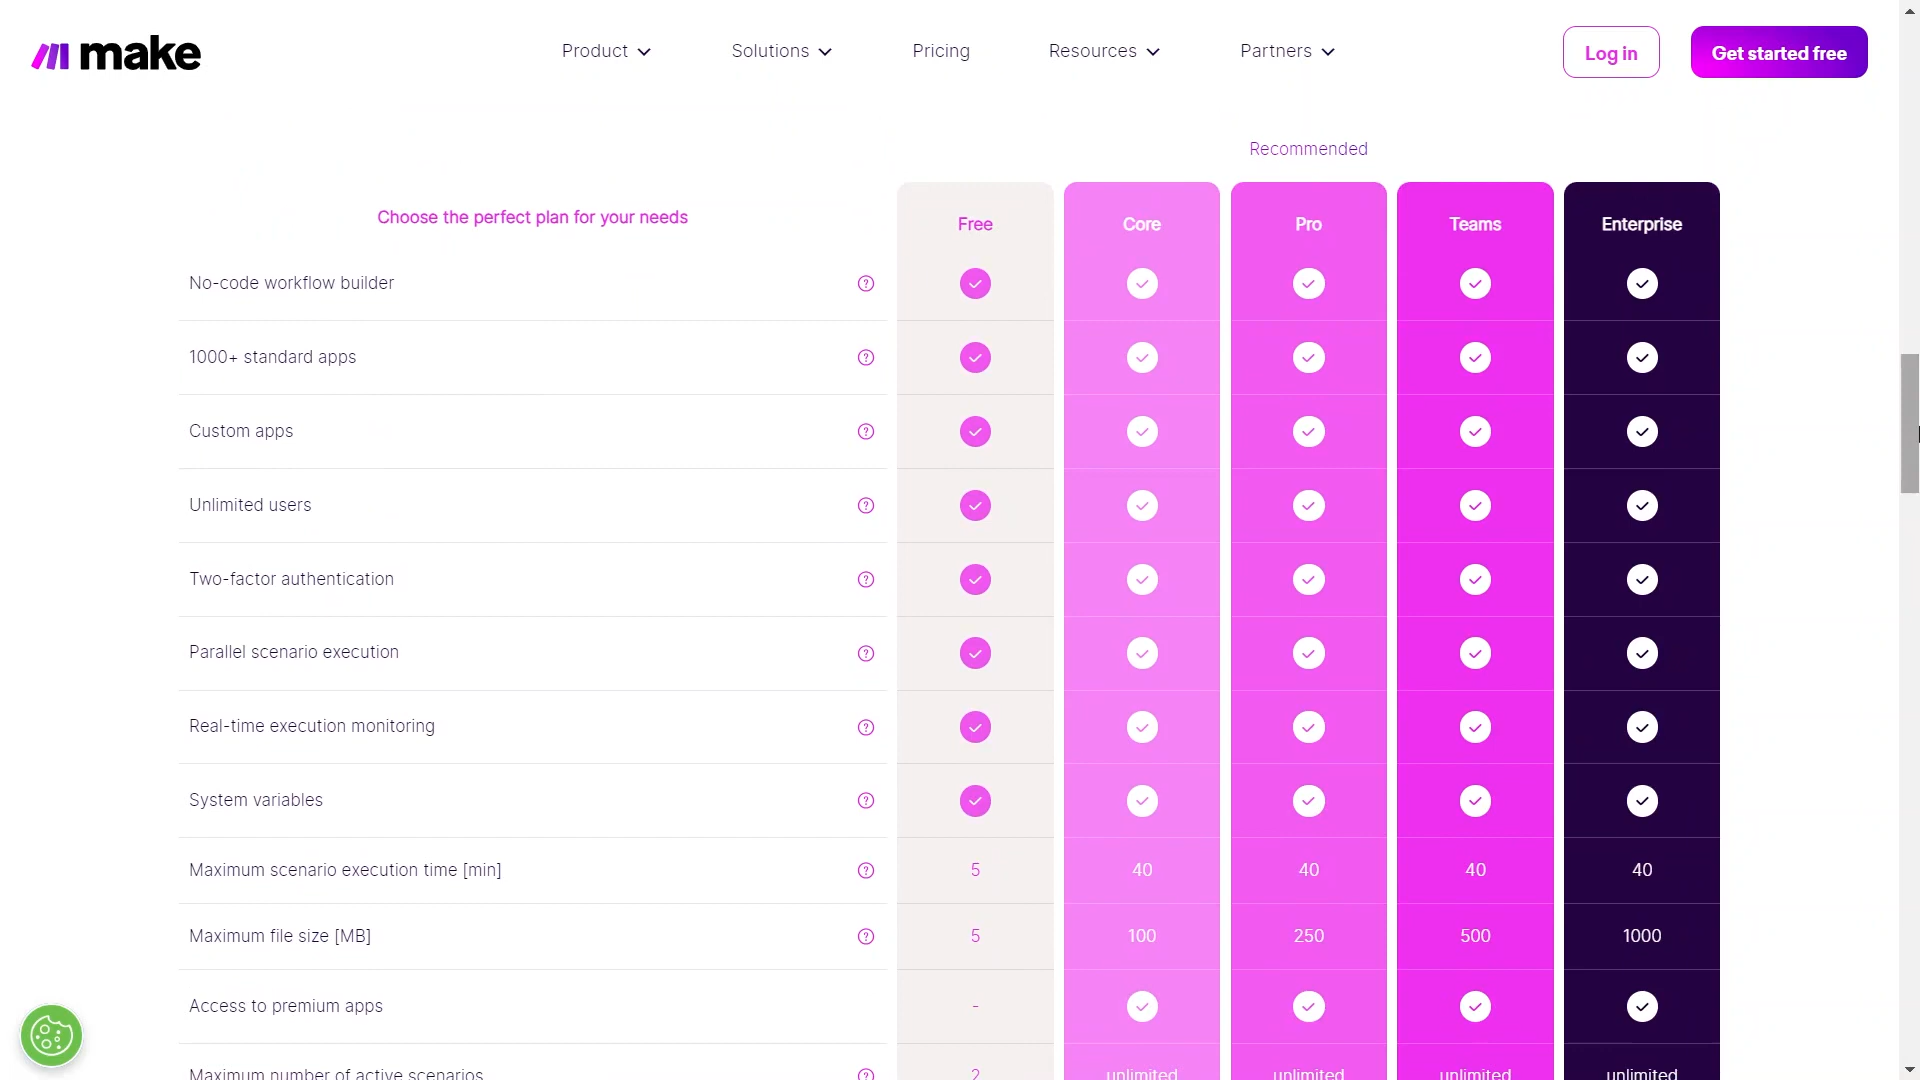 make
Product
Solutions
Pricing
Resources
Partners
Log in
Get started free
Recommended
Choose the perfect plan for your needs
Free
Core
Pro
Teams
Enterprise
No-code workflow builder
1000+ standard apps
Custom apps
Unlimited users
Two-factor authentication
Parallel scenario execution
Real-time execution monitoring
System variables
Maximum scenario execution time [min] 5 40 40 40 40
Maximum file size [MB] 5 100 250 500 1000
Access to premium apps -
Maximum number of active scenarios 2 unlimited unlimited unlimited unlimited